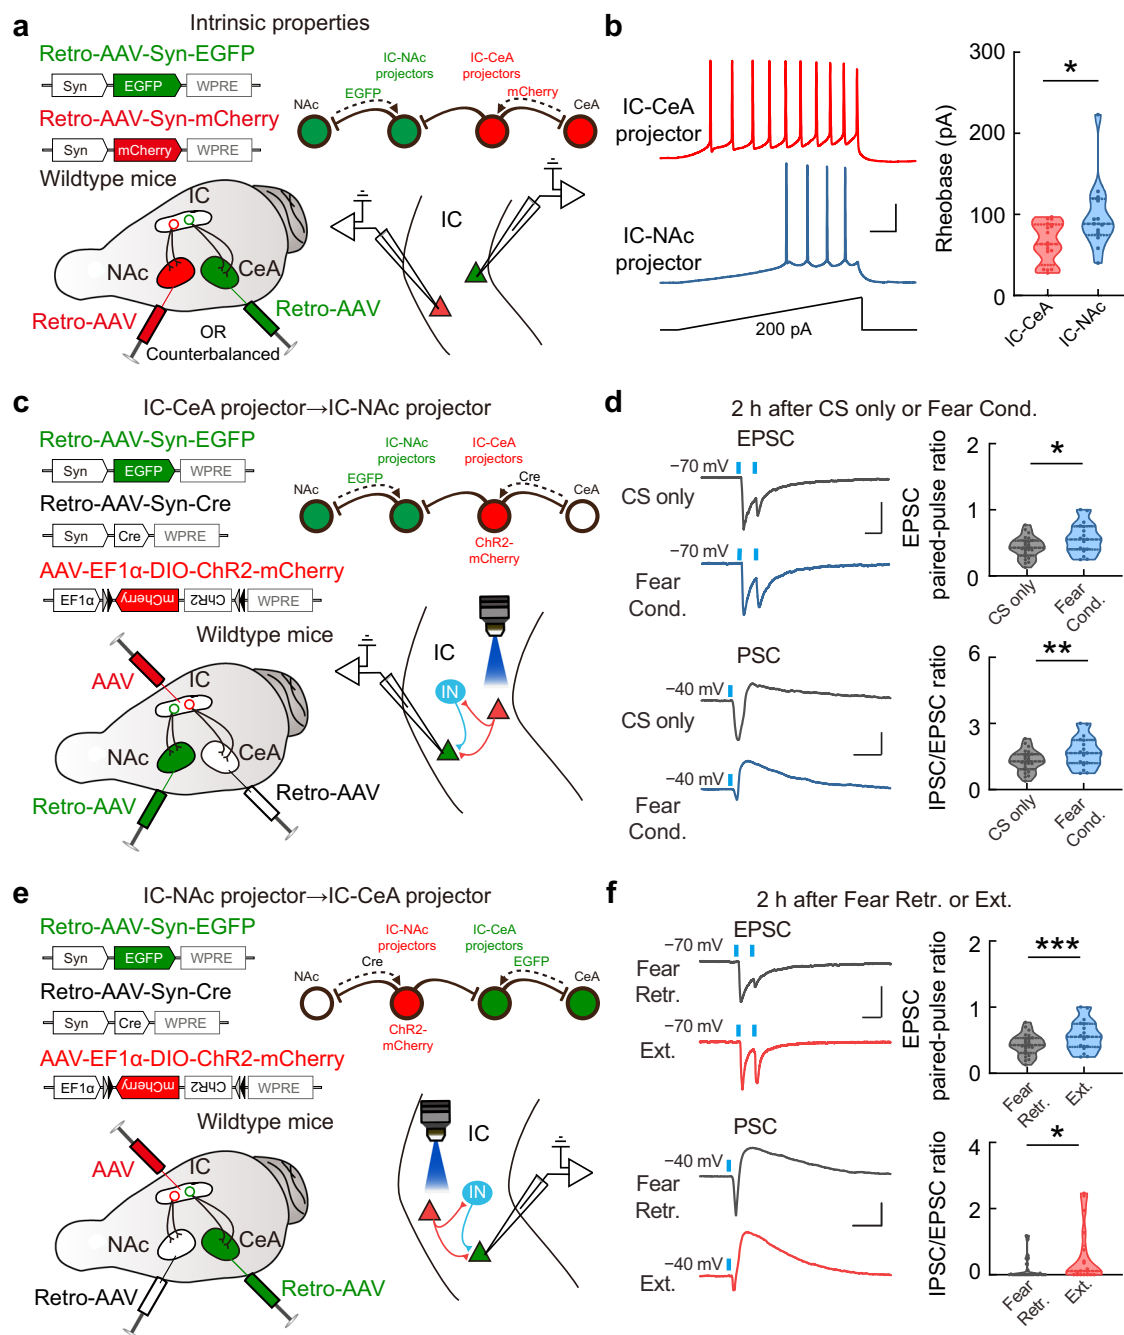 a
Intrinsic properties
Retro-AAV-Syn-EGFP
Syn EGFP WPRE
Retro-AAV-Syn-mCherry
Syn mCherry WPRE
Wildtype mice
IC-NAc projectors
IC-CeA projectors
NAc EGFP mCherry CeA
IC
NAc CeA
Retro-AAV
Retro-AAV
OR
Counterbalanced
IC
b
IC-CeA
projector
IC-NAc
projector
200 pA
Rheobase (pA)
300
200
100
0
*
IC-CeA IC-NAc
c
IC-CeA projector→IC-NAc projector
Retro-AAV-Syn-EGFP
Syn EGFP WPRE
Retro-AAV-Syn-Cre
Syn Cre WPRE
AAV-EF1α-DIO-ChR2-mCherry
EF1α mCherry ChR2 WPRE
Wildtype mice
IC-NAc projectors
IC-CeA projectors
NAc EGFP Cre CeA
ChR2-
mCherry
AAV
IC
NAc CeA
Retro-AAV
Retro-AAV
IC
IN
d
2 h after CS only or Fear Cond.
EPSC
−70 mV
CS only
−70 mV
Fear
Cond.
EPSC
paired-pulse ratio
2
1
0
*
CS only
Fear
Cond.
PSC
−40 mV
CS only
−40 mV
Fear
Cond.
IPSC/EPSC ratio
6
3
0
**
CS only
Fear
Cond.
e
IC-NAc projector→IC-CeA projector
Retro-AAV-Syn-EGFP
Syn EGFP WPRE
Retro-AAV-Syn-Cre
Syn Cre WPRE
AAV-EF1α-DIO-ChR2-mCherry
EF1α mCherry ChR2 WPRE
Wildtype mice
IC-NAc projectors
IC-CeA projectors
NAc Cre EGFP CeA
ChR2-
mCherry
AAV
IC
NAc CeA
Retro-AAV
Retro-AAV
IC
IN
f
2 h after Fear Retr. or Ext.
EPSC
−70 mV
Fear
Retr.
−70 mV
Ext.
EPSC
paired-pulse ratio
2
1
0
***
Fear
Retr.
Ext.
PSC
−40 mV
Fear
Retr.
−40 mV
Ext.
IPSC/EPSC ratio
4
2
0
*
Fear
Retr.
Ext.